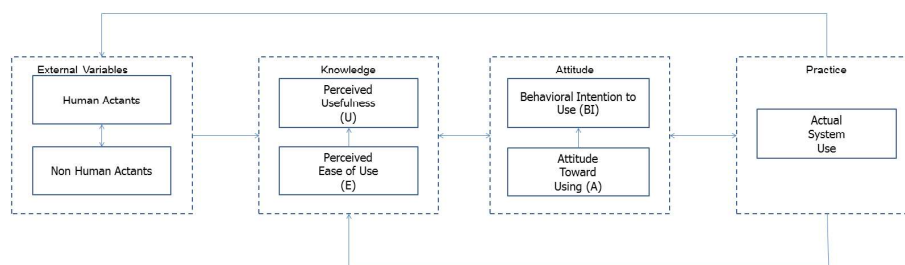 External Variables
Human Actants
Non Human Actants
Knowledge
Perceived
Usefulness
(U)
Perceived
Ease of Use
(E)
Attitude
Behavioral Intention to
Use (BI)
Attitude
Toward
Using (A)
Practice
Actual
System
Use